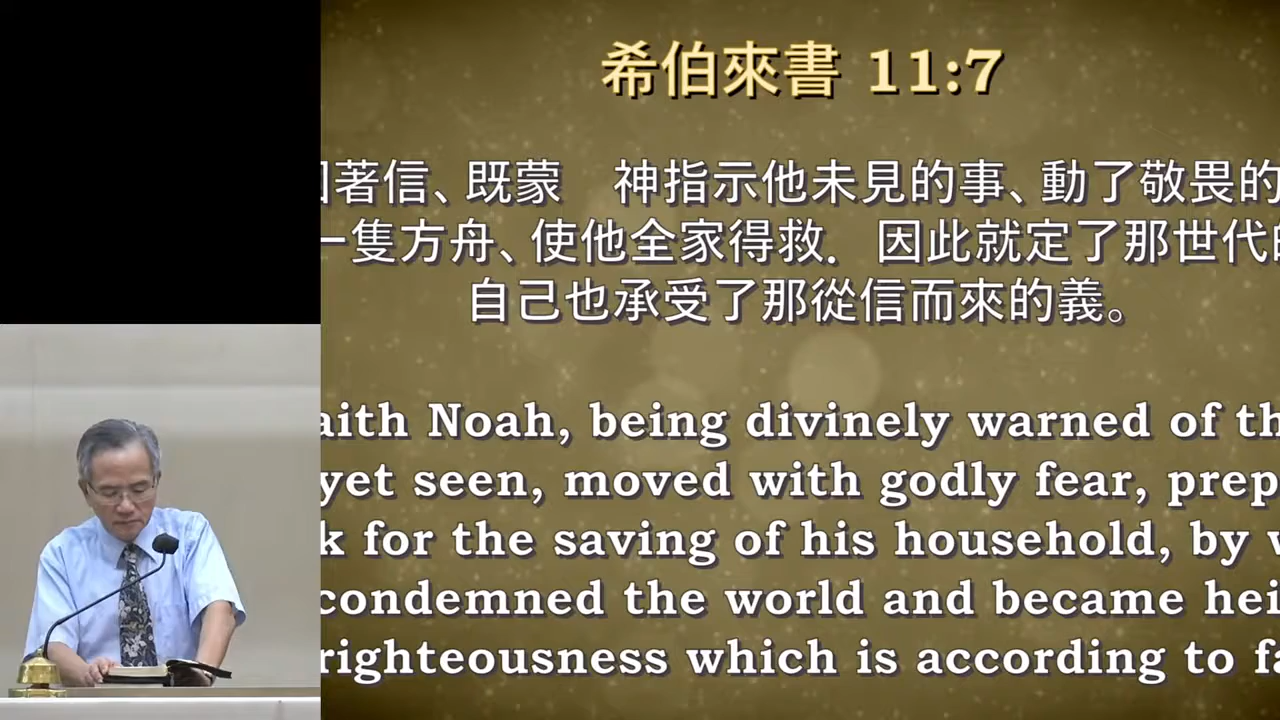 希伯來書 11:7
著信、既蒙　神指示他未見的事、動了敬畏的
一隻方舟、使他全家得救．因此就定了那世代
自己也承受了那從信而來的義。
aith Noah, being divinely warned of th
yet seen, moved with godly fear, prep
k for the saving of his household, by
condemned the world and became hei
righteousness which is according to fa